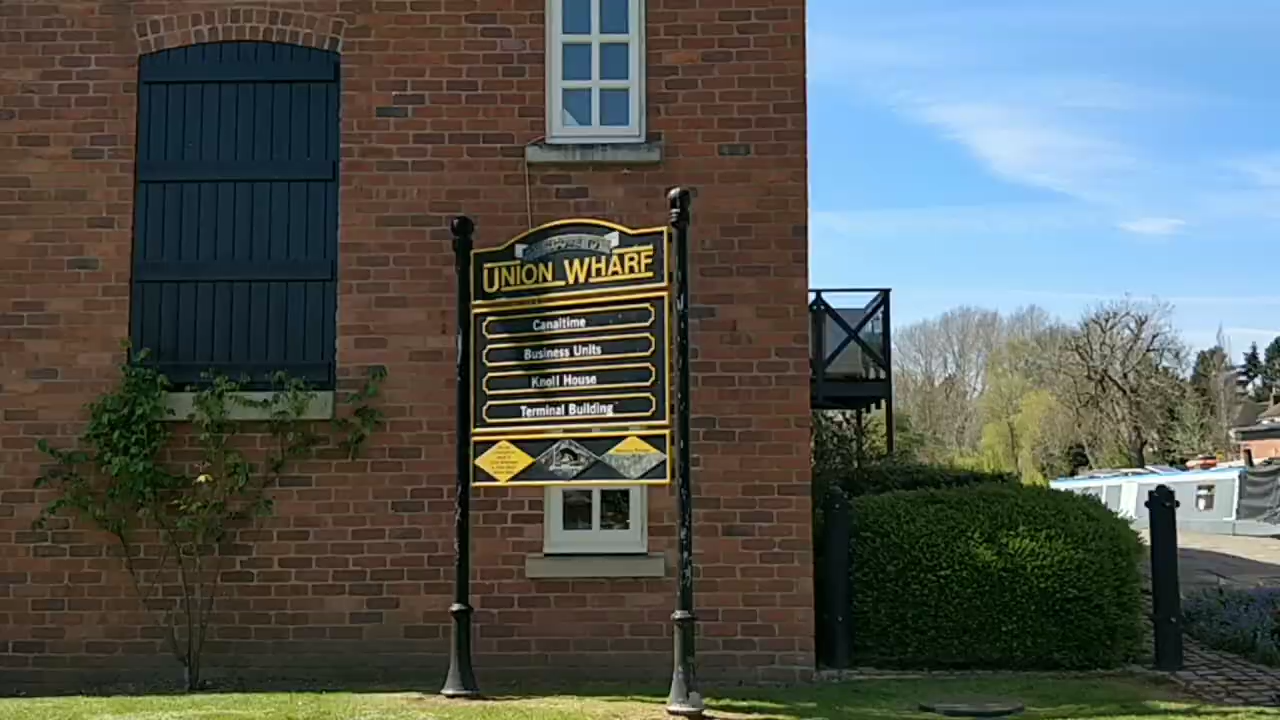 UNION WHARF
Canaltime
Business Units
Knoll House
Terminal Building